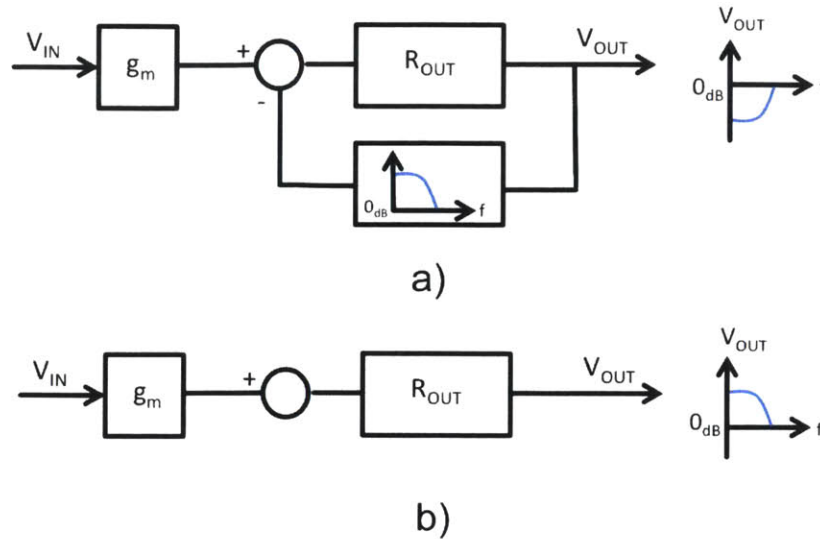 V_IN
g_m
+
-
R_OUT
V_OUT
0_dB
f
a)
V_OUT
0_dB
V_IN
g_m
+
R_OUT
V_OUT
b)
V_OUT
0_dB
f